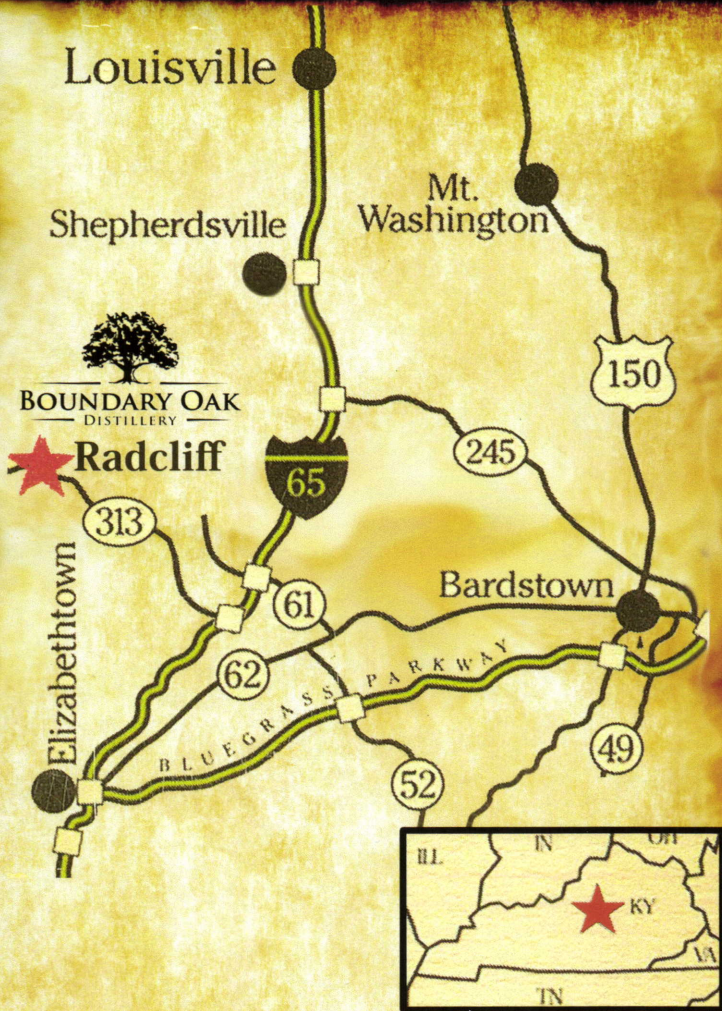 Louisville
Mt.
Washington
Shepherdsville
150
BOUNDARY OAK
DISTILLERY
245
Radcliff
65
313
Elizabethtown
61
Bardstown
62
BLUEGRASS PARKWAY
49
52
ILL
IN
OH
KY
VA
TN